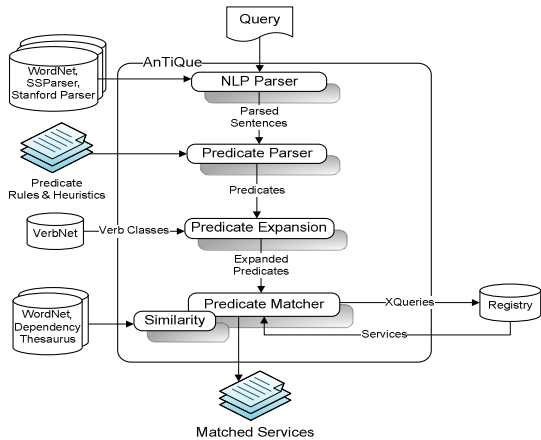 Query
AnTiQue
WordNet,
SSParser,
Stanford Parser
NLP Parser
Parsed
Sentences
Predicate
Rules & Heuristics
Predicate Parser
Predicates
VerbNet
Verb Classes
Predicate Expansion
Expanded
Predicates
WordNet,
Dependency
Thesaurus
Similarity
Predicate Matcher
XQueries
Registry
Services
Matched Services